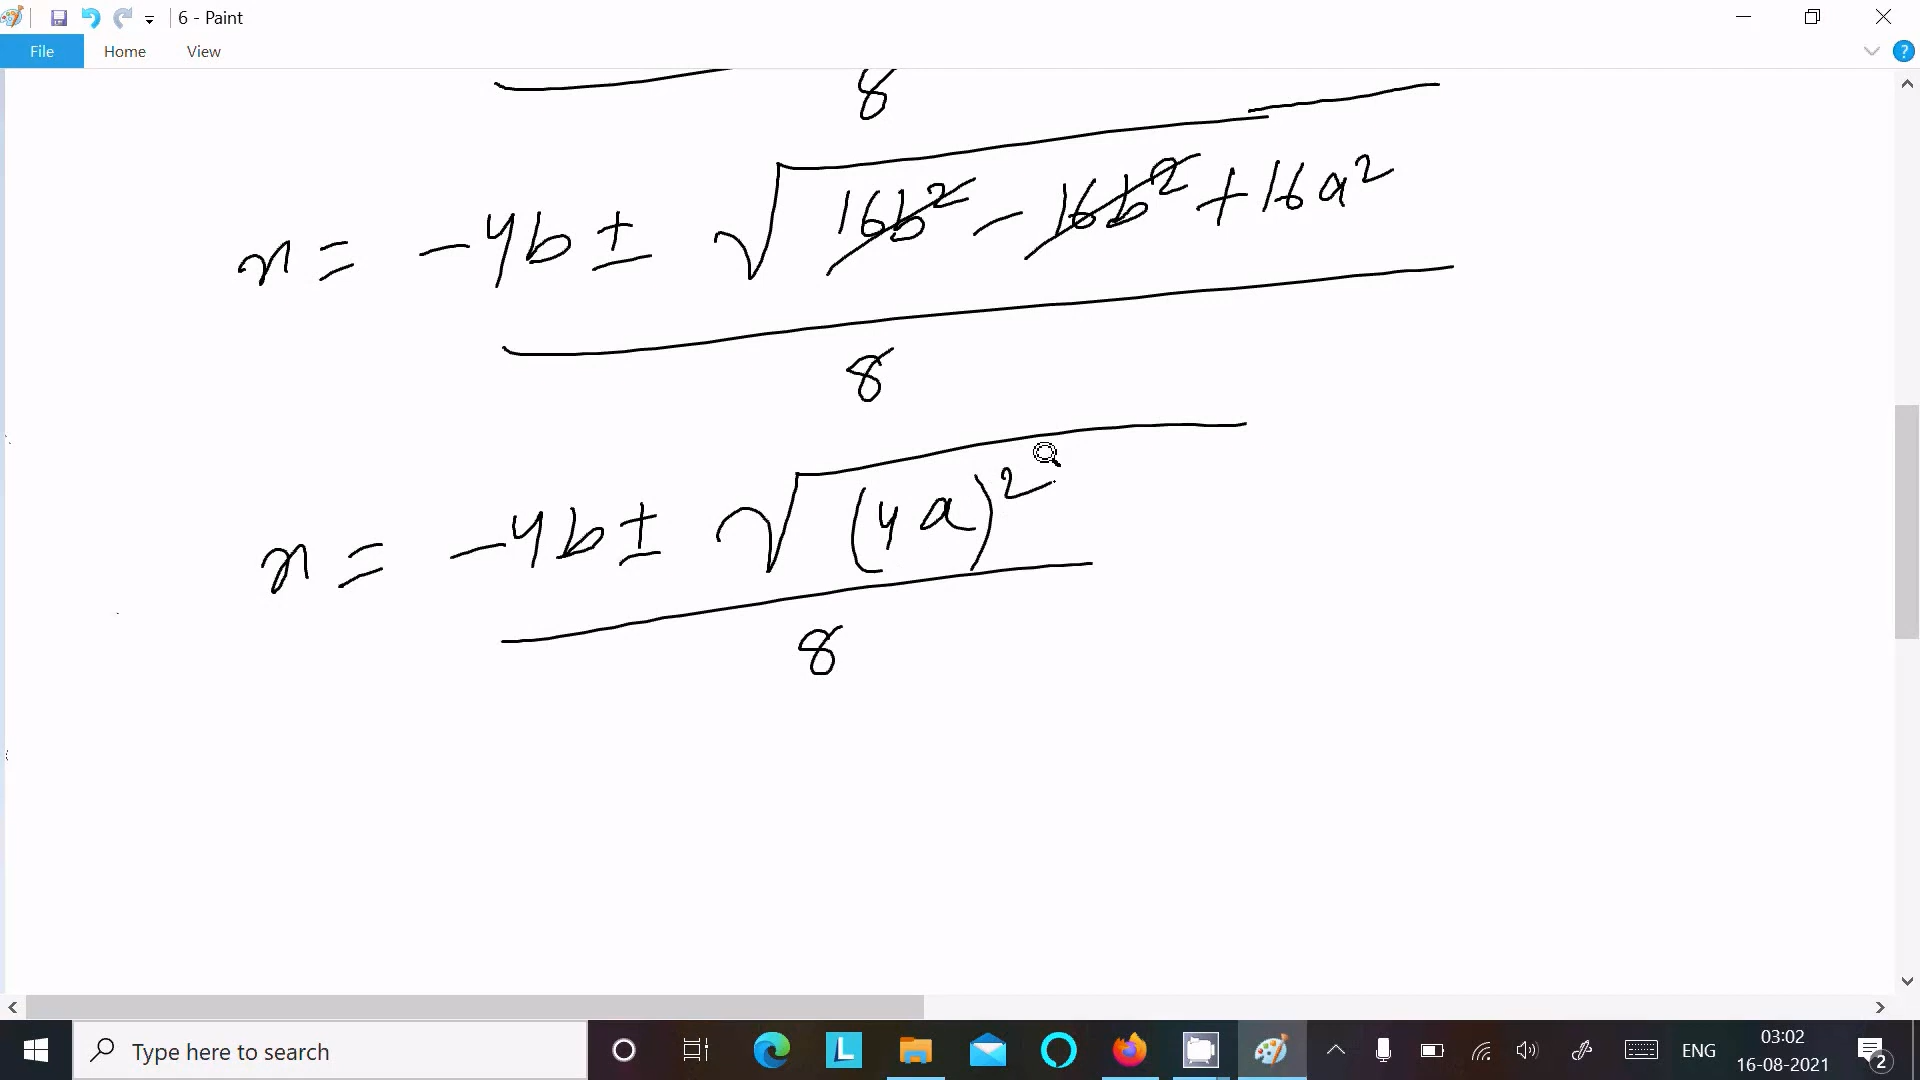 6 - Paint
File Home View
8
x = -4b ± √(16b² - 16b² + 16a²)
8
x = -4b ± √(4a)²
8
Type here to search
ENG
03:02
16-08-2021
2